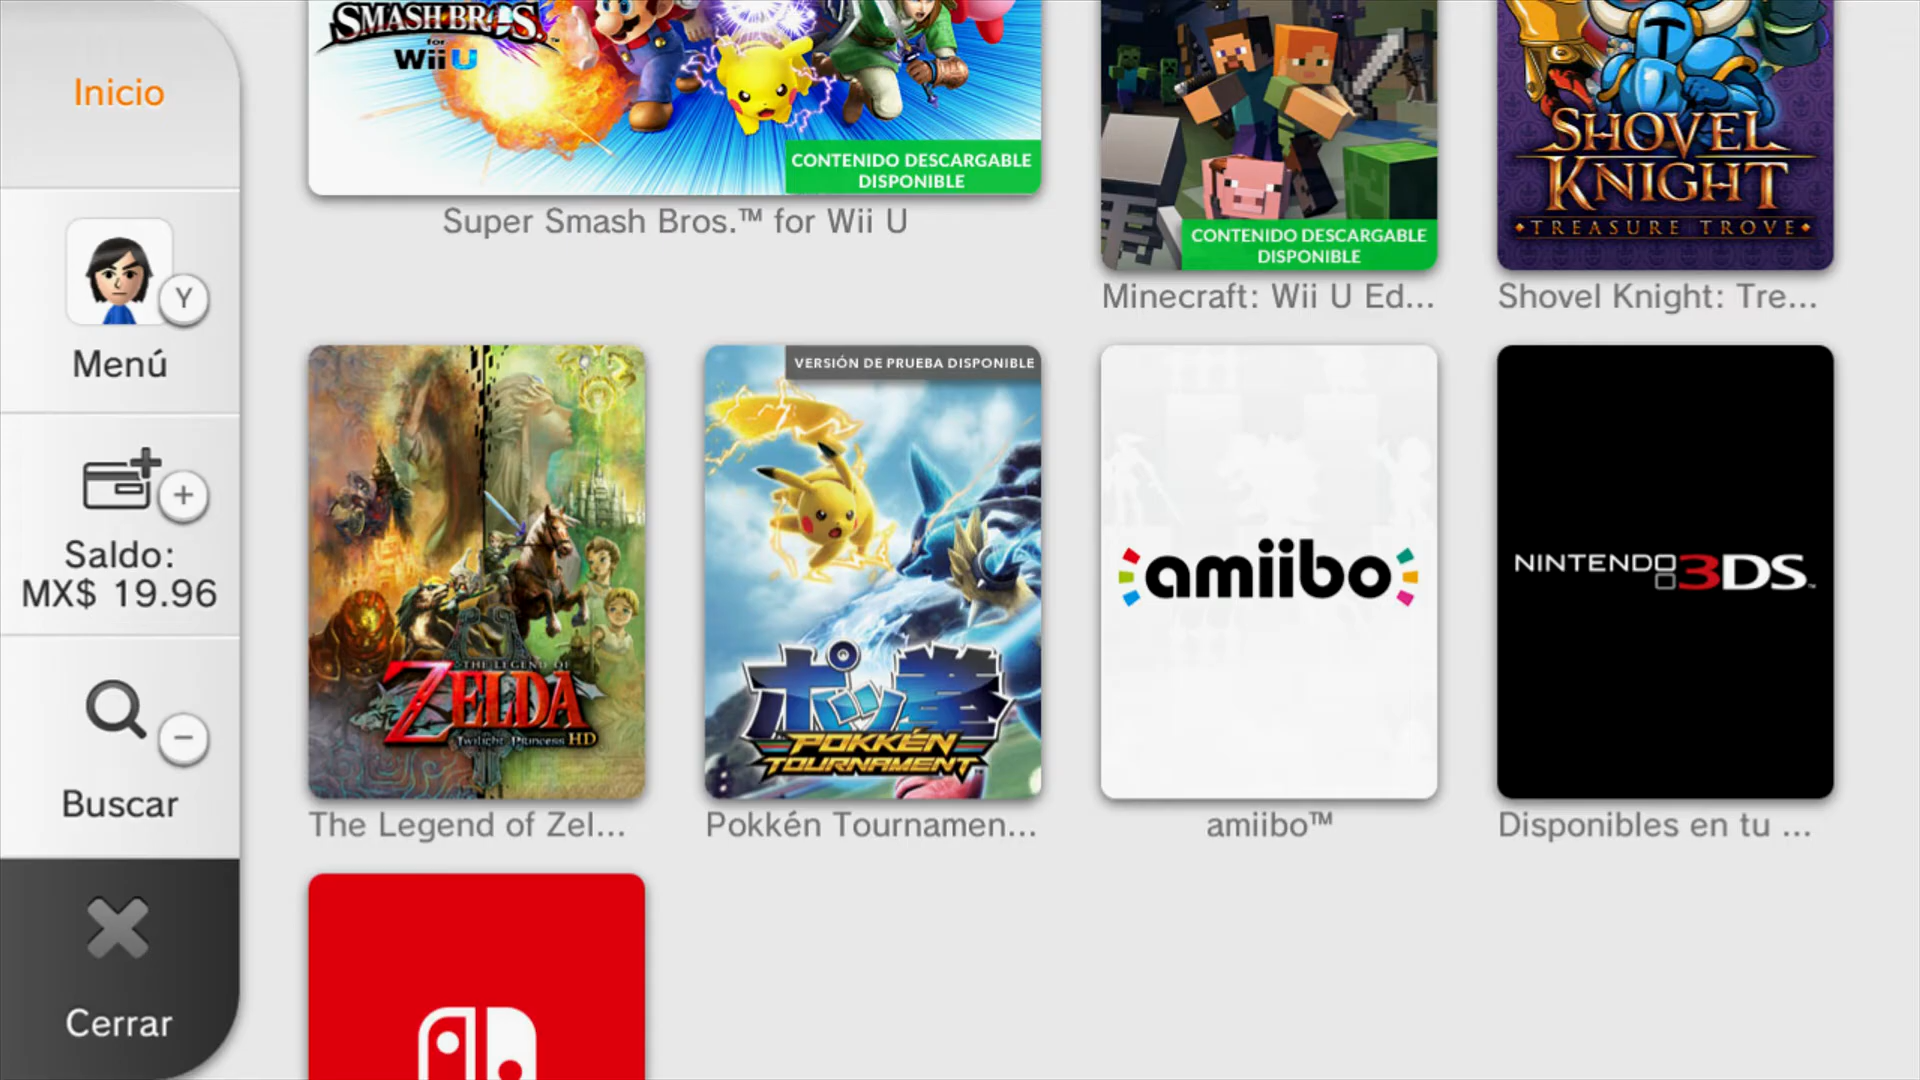 Inicio
Y
Menú
+
Saldo:
MX$ 19.96
−
Buscar
Cerrar
SMASH BROS.™
for
Wii U
CONTENIDO DESCARGABLE
DISPONIBLE
Super Smash Bros.™ for Wii U
CONTENIDO DESCARGABLE
DISPONIBLE
Minecraft: Wii U Ed...
SHOVEL
KNIGHT
TREASURE TROVE
Shovel Knight: Tre...
THE LEGEND OF
ZELDA
Twilight Princess HD
The Legend of Zel...
VERSIÓN DE PRUEBA DISPONIBLE
ポッ拳
POKKÉN
TOURNAMENT
Pokkén Tournamen...
amiibo
amiibo™
NINTENDO 3DS™
Disponibles en tu ...